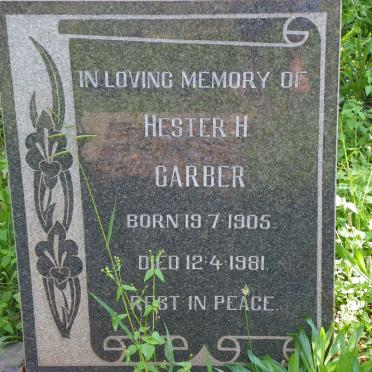 IN LOVING MEMORY OF
HESTER H
GARBER
BORN 19·7·1905.
DIED 12·4·1981.
REST IN PEACE.